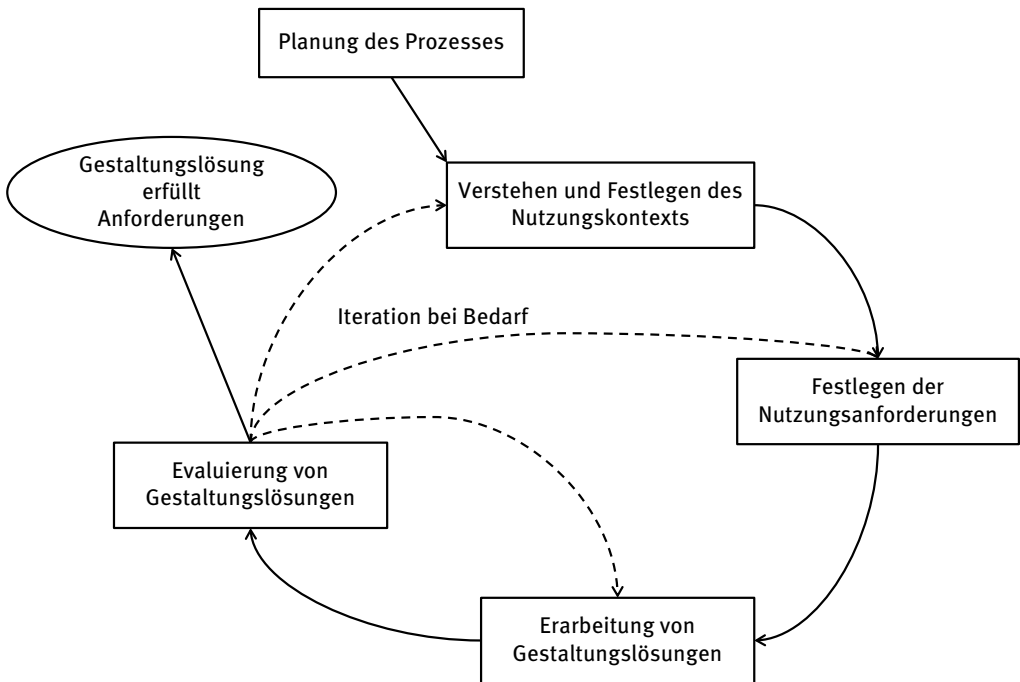 Planung des Prozesses
Gestaltungslösung
erfüllt
Anforderungen
Verstehen und Festlegen des
Nutzungskontexts
Iteration bei Bedarf
Festlegen der
Nutzungsanforderungen
Evaluierung von
Gestaltungslösungen
Erarbeitung von
Gestaltungslösungen